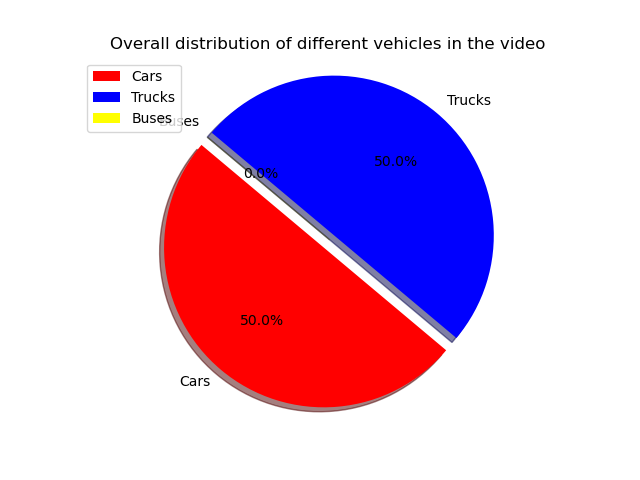 Overall distribution of different vehicles in the video
Cars
Trucks
Buses
Trucks
Buses
50.0%
0.0%
50.0%
Cars